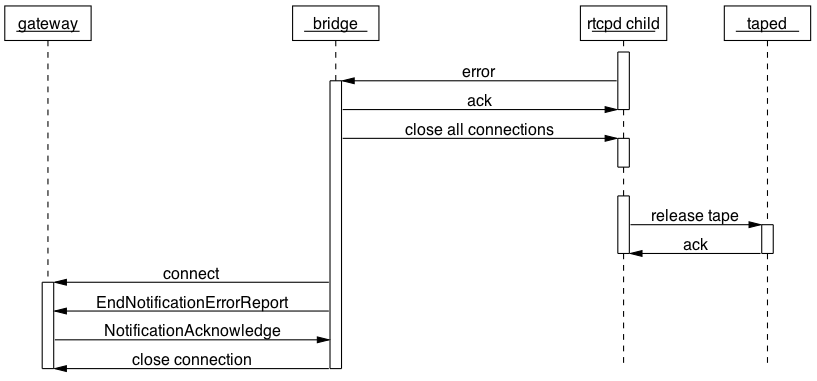 gateway
bridge
rtcpd child
taped
error
ack
close all connections
release tape
ack
connect
EndNotificationErrorReport
NotificationAcknowledge
close connection